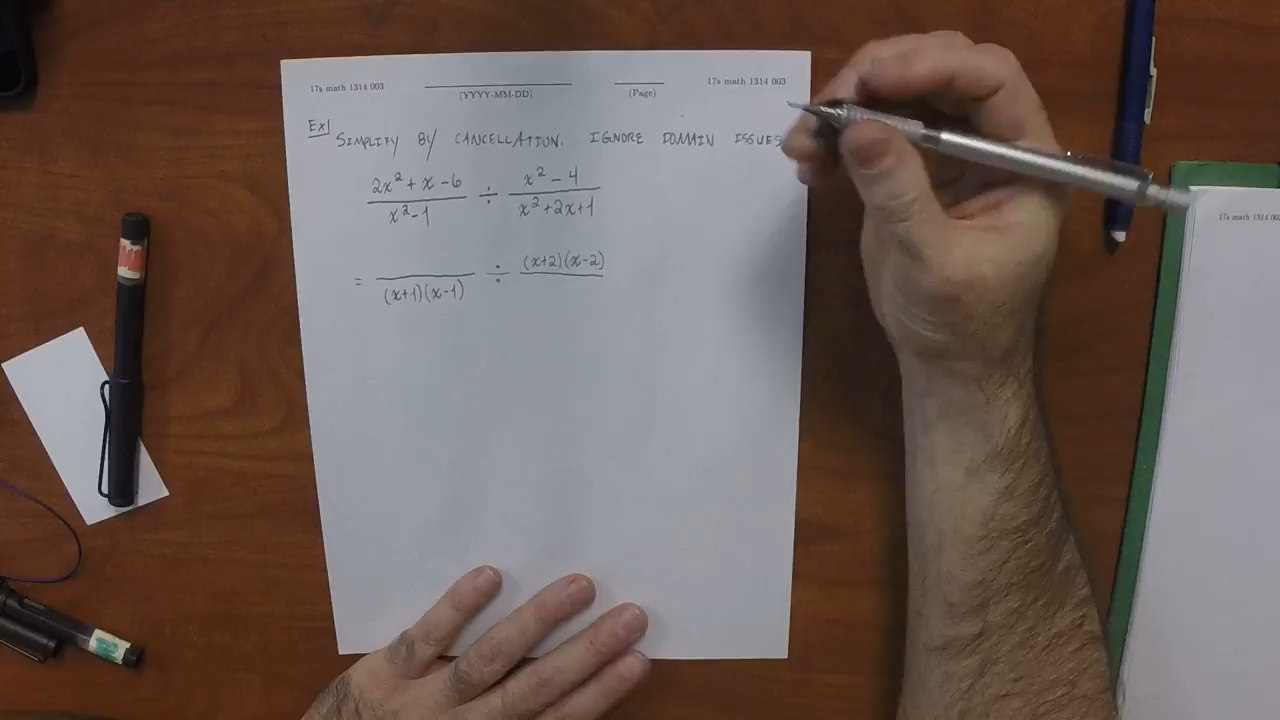 17s math 1314 003 17s math 1314 003
(YYYY-MM-DD) (Page)
Ex1 SIMPLIFY BY CANCELLATION. IGNORE DOMAIN ISSUES
2x² + x - 6 ÷ x² - 4
x² - 1 x² + 2x + 1
= ÷ (x+2)(x-2)
(x+1)(x-1)
17s math 1314 003